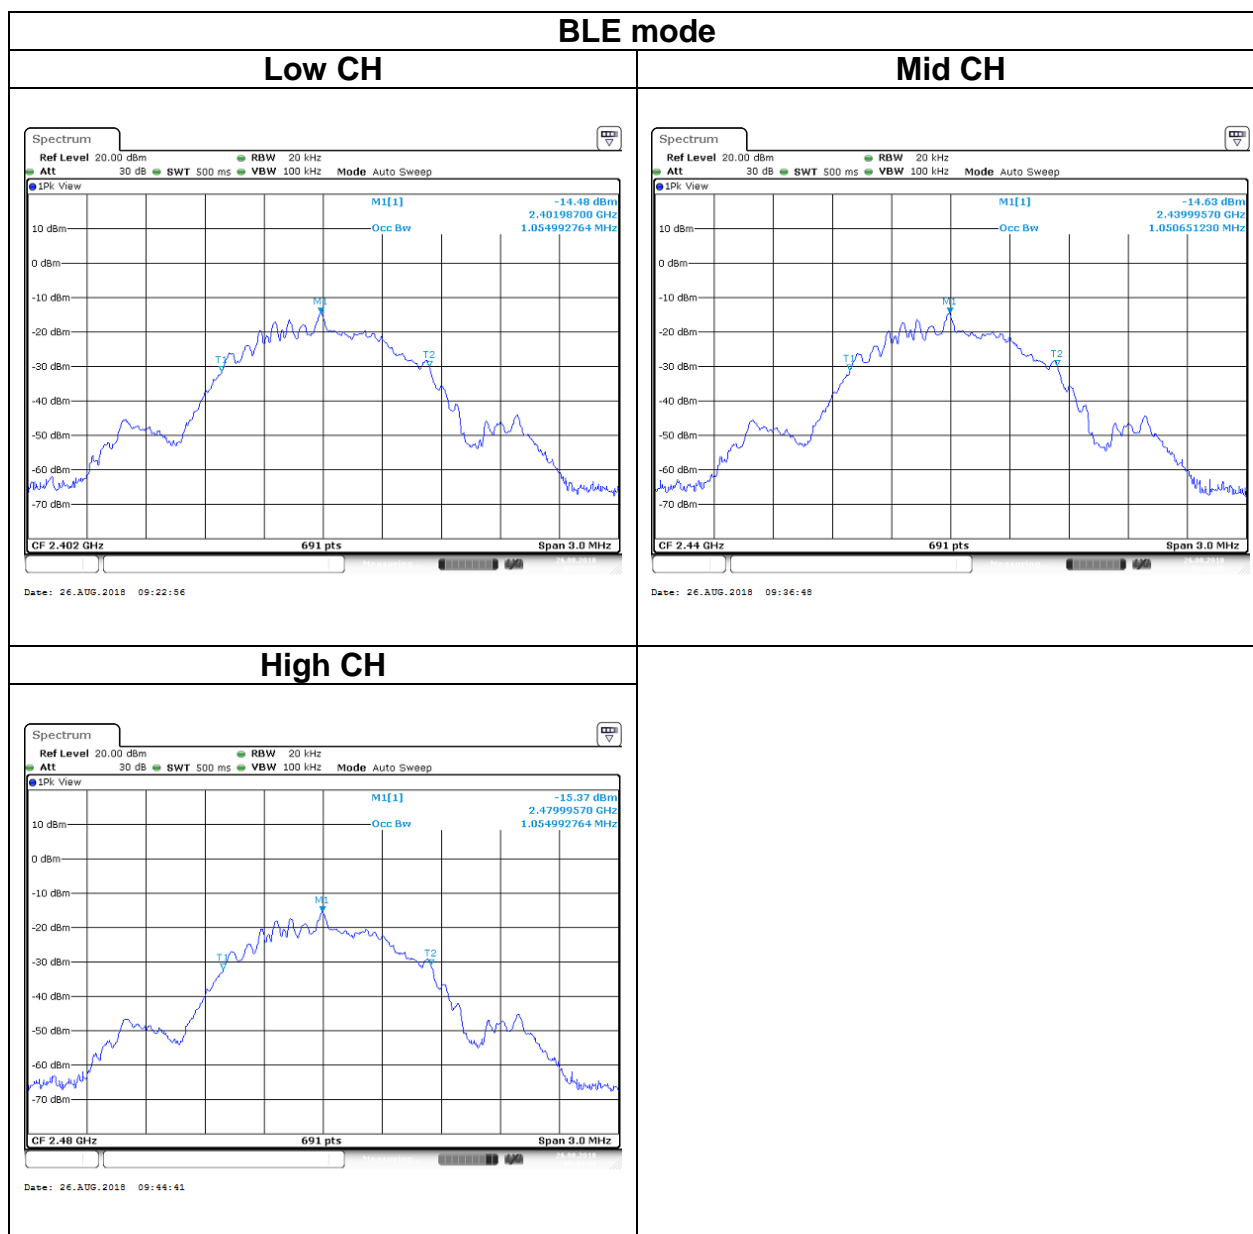 BLE mode
Low CH
Mid CH
Spectrum
Ref Level 20.00 dBm RBW 20 kHz
Att 30 dB SWT 500 ms VBW 100 kHz Mode Auto Sweep
1Pk View
M1[1] -14.48 dBm
2.40198700 GHz
Occ Bw 1.054992764 MHz
10 dBm
0 dBm
-10 dBm
M1
-20 dBm
T1
T2
-30 dBm
-40 dBm
-50 dBm
-60 dBm
-70 dBm
CF 2.402 GHz 691 pts Span 3.0 MHz
Date: 26.AUG.2018 09:22:56
Spectrum
Ref Level 20.00 dBm RBW 20 kHz
Att 30 dB SWT 500 ms VBW 100 kHz Mode Auto Sweep
1Pk View
M1[1] -14.63 dBm
2.43999570 GHz
Occ Bw 1.050651230 MHz
10 dBm
0 dBm
-10 dBm
M1
-20 dBm
T1
T2
-30 dBm
-40 dBm
-50 dBm
-60 dBm
-70 dBm
CF 2.44 GHz 691 pts Span 3.0 MHz
Date: 26.AUG.2018 09:36:48
High CH
Spectrum
Ref Level 20.00 dBm RBW 20 kHz
Att 30 dB SWT 500 ms VBW 100 kHz Mode Auto Sweep
1Pk View
M1[1] -15.37 dBm
2.47999570 GHz
Occ Bw 1.054992764 MHz
10 dBm
0 dBm
-10 dBm
M1
-20 dBm
T1
T2
-30 dBm
-40 dBm
-50 dBm
-60 dBm
-70 dBm
CF 2.48 GHz 691 pts Span 3.0 MHz
Date: 26.AUG.2018 09:44:41